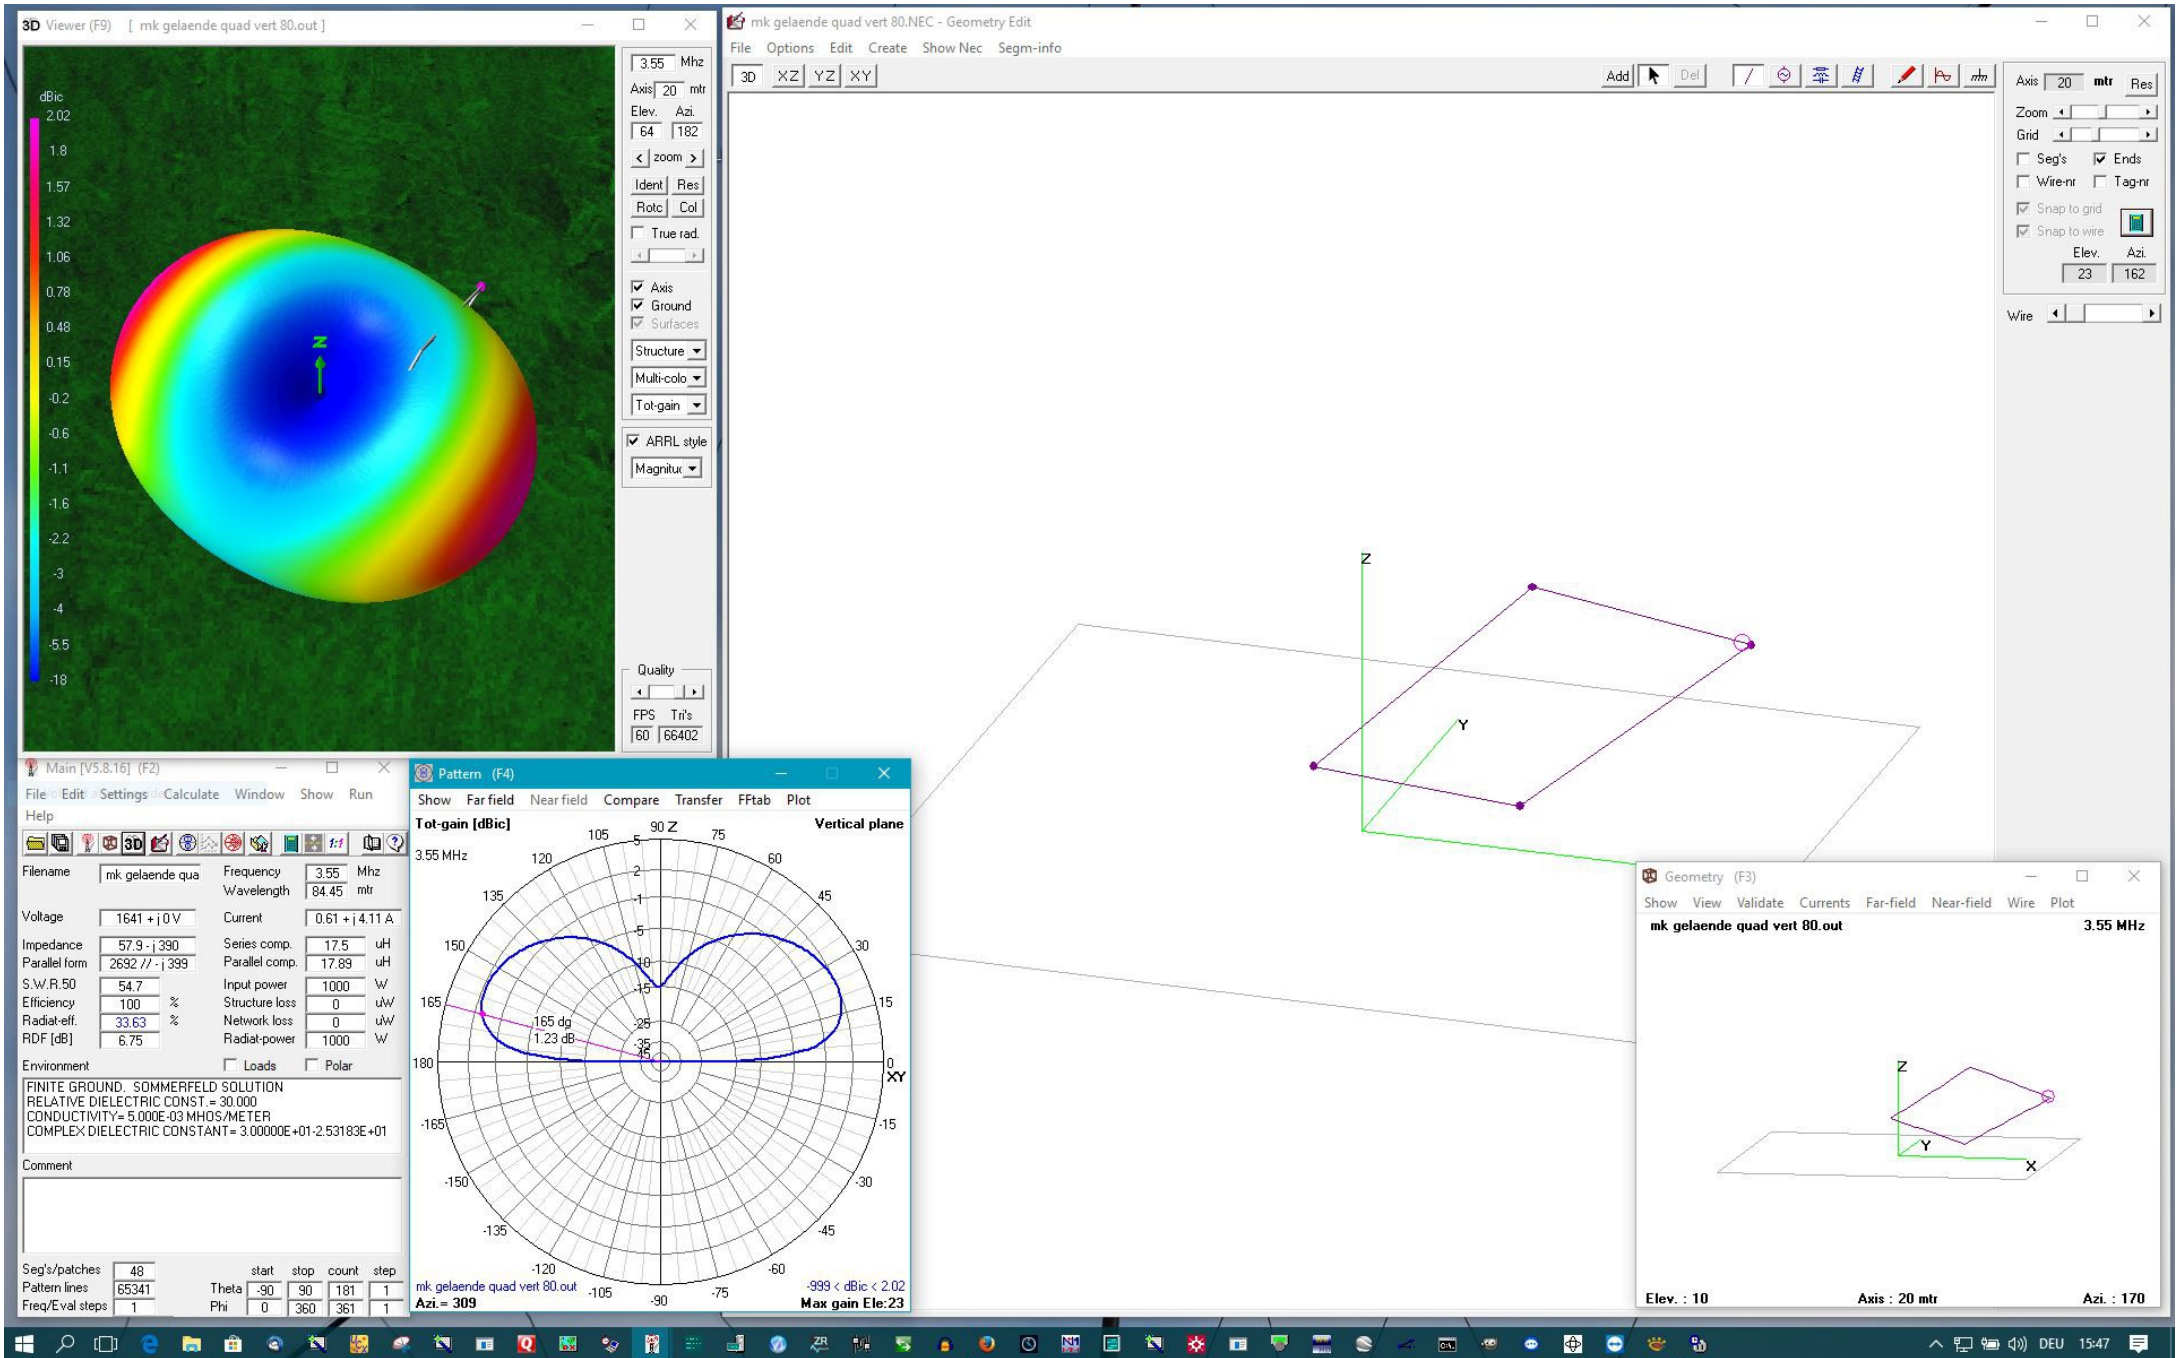 3D Viewer (F9) [ mk gelaende quad vert 80.out ]
dBic
2.02
1.8
1.57
1.32
1.06
0.78
0.48
0.15
-0.2
-0.6
-1.1
-1.6
-2.2
-3
-4
-5.5
-18
Z
3.55 Mhz
Axis 20 mtr
Elev. Azi.
64 182
< zoom >
Ident Res
Rotc Col
True rad.
Axis
Ground
Surfaces
Structure
Multi-colo
Tot-gain
ARRL style
Magnituc
Quality
FPS Tri's
60 66402
mk gelaende quad vert 80.NEC - Geometry Edit
File Options Edit Create Show Nec Segm-info
3D XZ YZ XY
Add Del
Axis 20 mtr Res
Zoom
Grid
Seg's Ends
Wire-nr Tag-nr
Snap to grid
Snap to wire
Elev. Azi.
23 162
Wire
Z
Y
Main [V5.8.16] (F2)
File Edit Settings Calculate Window Show Run
Help
3D 1:1
Filename mk gelaende qua
Frequency 3.55 Mhz
Wavelength 84.45 mtr
Voltage 1641 + j 0 V
Current 0.61 + j 4.11 A
Impedance 57.9 - j 390
Series comp. 17.5 uH
Parallel form 2692 // - j 399
Parallel comp. 17.89 uH
S.W.R.50 54.7
Input power 1000 W
Efficiency 100 %
Structure loss 0 uW
Radiat-eff. 33.63 %
Network loss 0 uW
RDF [dB] 6.75
Radiat-power 1000 W
Environment Loads Polar
FINITE GROUND. SOMMERFELD SOLUTION
RELATIVE DIELECTRIC CONST.= 30.000
CONDUCTIVITY= 5.000E-03 MHOS/METER
COMPLEX DIELECTRIC CONSTANT= 3.00000E+01-2.53183E+01
Comment
Seg's/patches 48
Pattern lines 65341
Freq/Eval steps 1
start stop count step
Theta -90 90 181 1
Phi 0 360 361 1
Pattern (F4)
Show Far field Near field Compare Transfer FFtab Plot
Tot-gain [dBic]
Vertical plane
3.55 MHz
90 Z
105 75
120 60
135 45
150 30
165 15
180 0
XY
-165 -15
-150 -30
-135 -45
-120 -60
-105 -75
-90
5
2
-1
-5
-10
-15
-25
-35
165 dg
1.23 dB
mk gelaende quad vert 80.out
-999 < dBic < 2.02
Azi.= 309
Max gain Ele:23
Geometry (F3)
Show View Validate Currents Far-field Near-field Wire Plot
mk gelaende quad vert 80.out 3.55 MHz
Z
Y
X
Elev. : 10 Axis : 20 mtr Azi. : 170
DEU 15:47